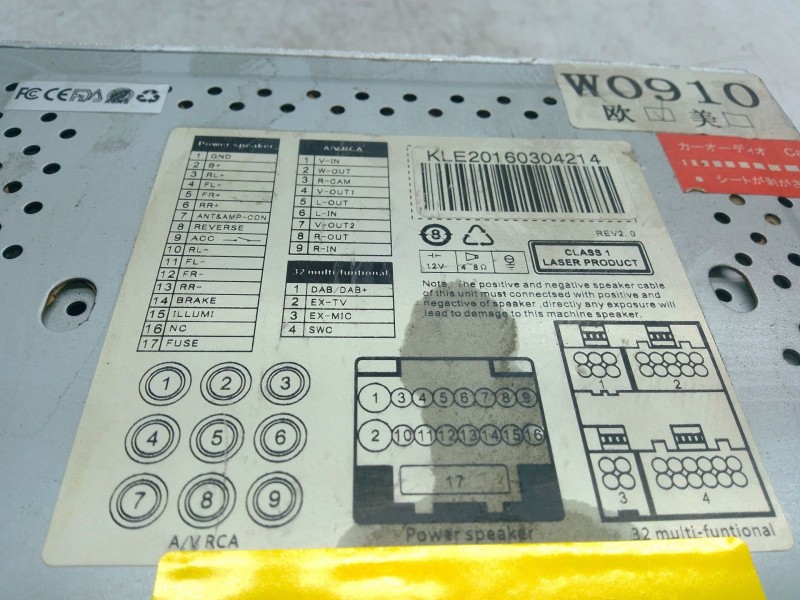 FC CE FDA
W0910
欧 美
カーオーディオ
シートが剥がさ
Power speaker
1 GND
2 B+
3 RL+
4 FL-
5 FR+
6 RR+
7 ANT&AMP-CON
8 REVERSE
9 ACC
10 RL-
11 FL-
12 FR-
13 RR-
14 BRAKE
15 ILLUMI
16 NC
17 FUSE
A/V.RCA
1 V-IN
2 W-OUT
3 R-CAM
4 V-OUT1
5 L-OUT
6 L-IN
7 V-OUT2
8 R-OUT
9 R-IN
32 multi-funtional
1 DAB/DAB+
2 EX-TV
3 EX-MIC
4 SWC
KLE20160304214
8
REV2.0
12V 4~8Ω
CLASS 1
LASER PRODUCT
Note, The positive and negative speaker cable
of this unit must connectsed with positive and
negactive of speaker, directly any exposure will
lead to damage to this machine speaker.
1 2 3
4 5 6
7 8 9
A/V RCA
1 3 4 5 6 7 8 9
2 10 11 12 13 14 15 16
17
Power speaker
1 2
3 4
32 multi-funtional